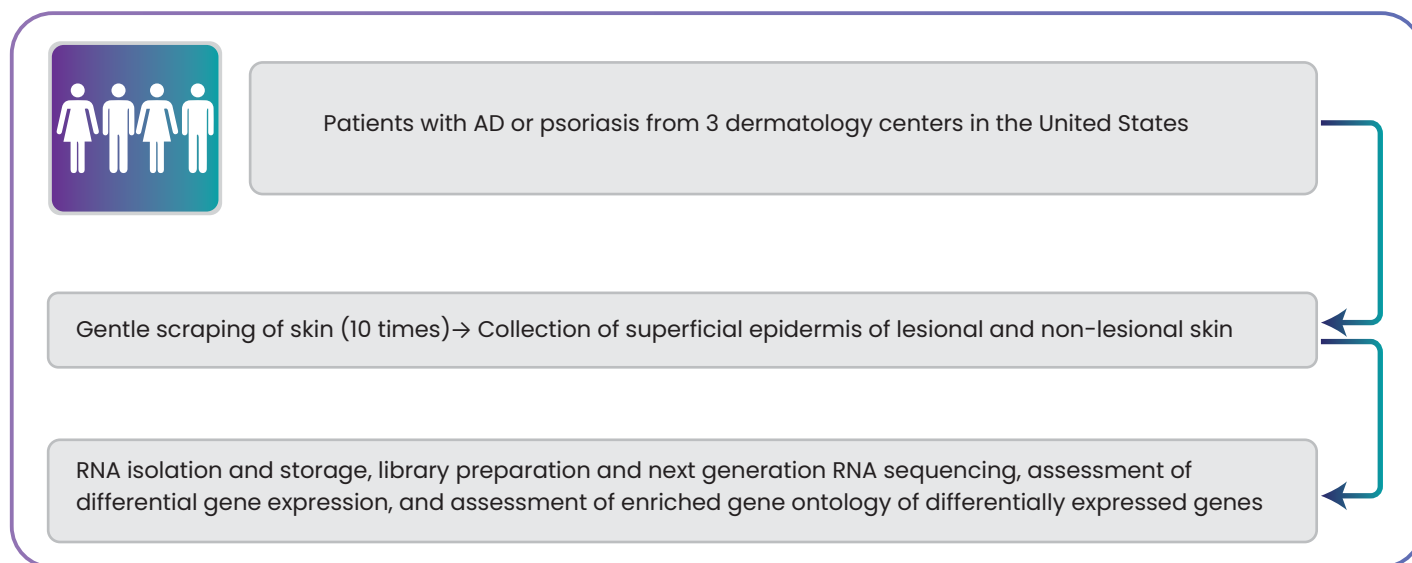 Patients with AD or psoriasis from 3 dermatology centers in the United States
Gentle scraping of skin (10 times)→ Collection of superficial epidermis of lesional and non-lesional skin
RNA isolation and storage, library preparation and next generation RNA sequencing, assessment of
differential gene expression, and assessment of enriched gene ontology of differentially expressed genes